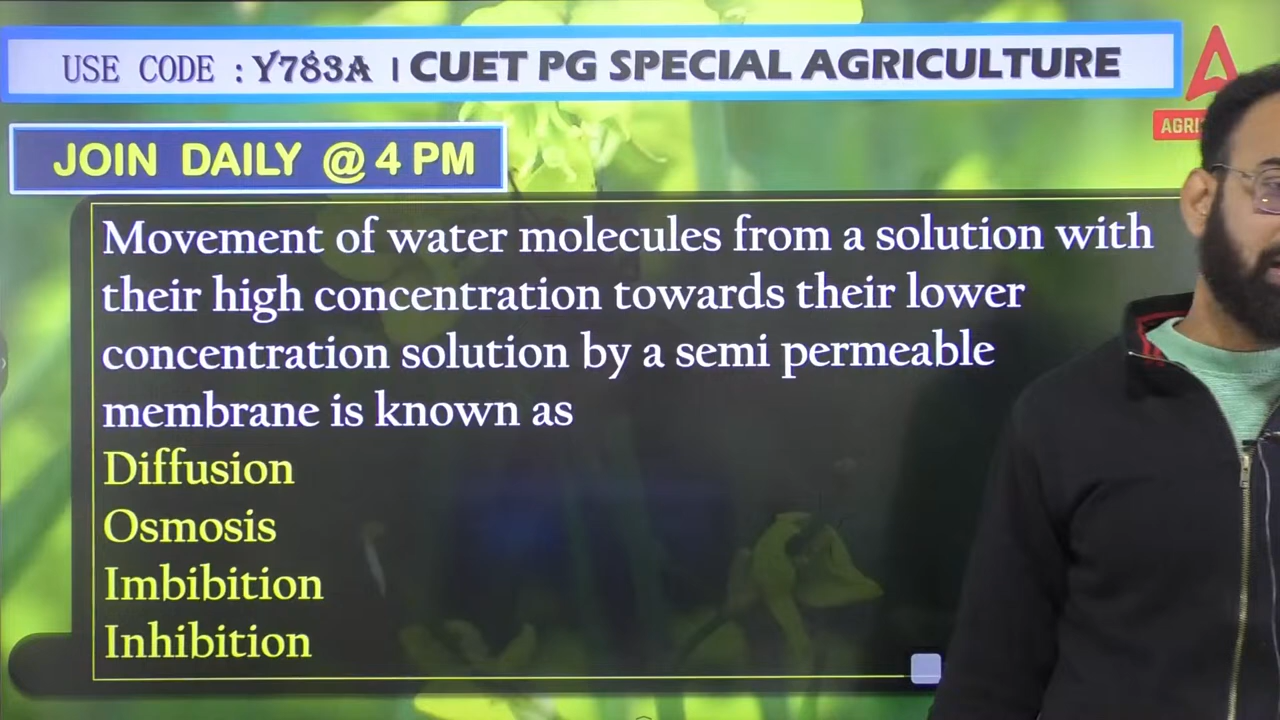 USE CODE : Y783A | CUET PG SPECIAL AGRICULTURE
AGRI
JOIN DAILY @ 4 PM
Movement of water molecules from a solution with
their high concentration towards their lower
concentration solution by a semi permeable
membrane is known as
Diffusion
Osmosis
Imbibition
Inhibition